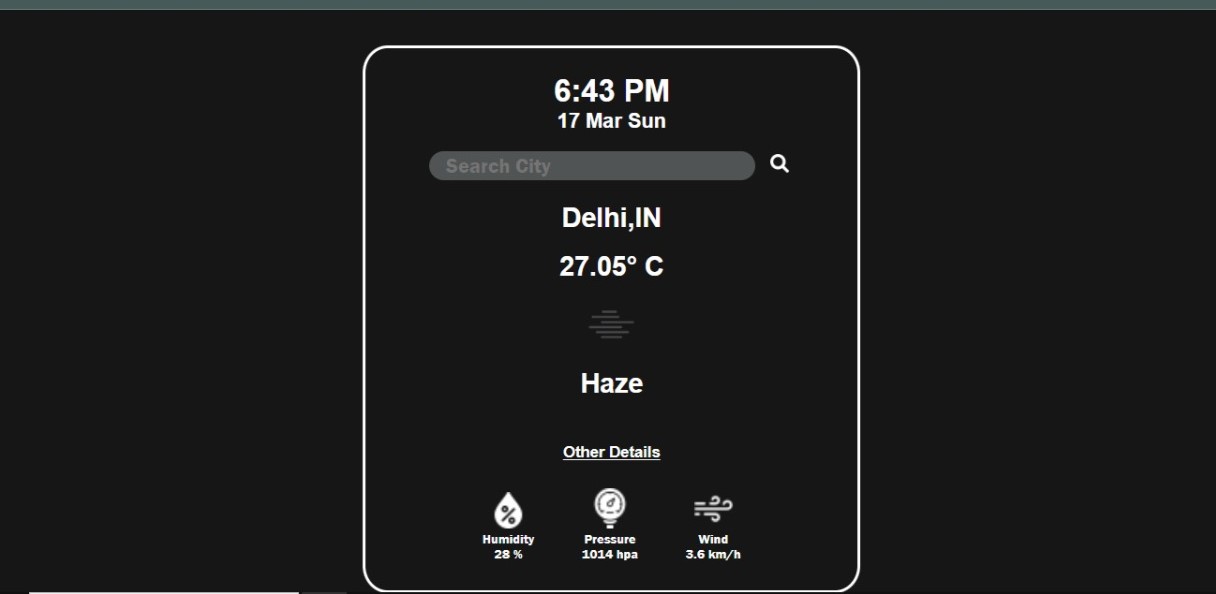 6:43 PM
17 Mar Sun
Search City
Delhi,IN
27.05° C
Haze
Other Details
Humidity Pressure Wind
28 % 1014 hpa 3.6 km/h